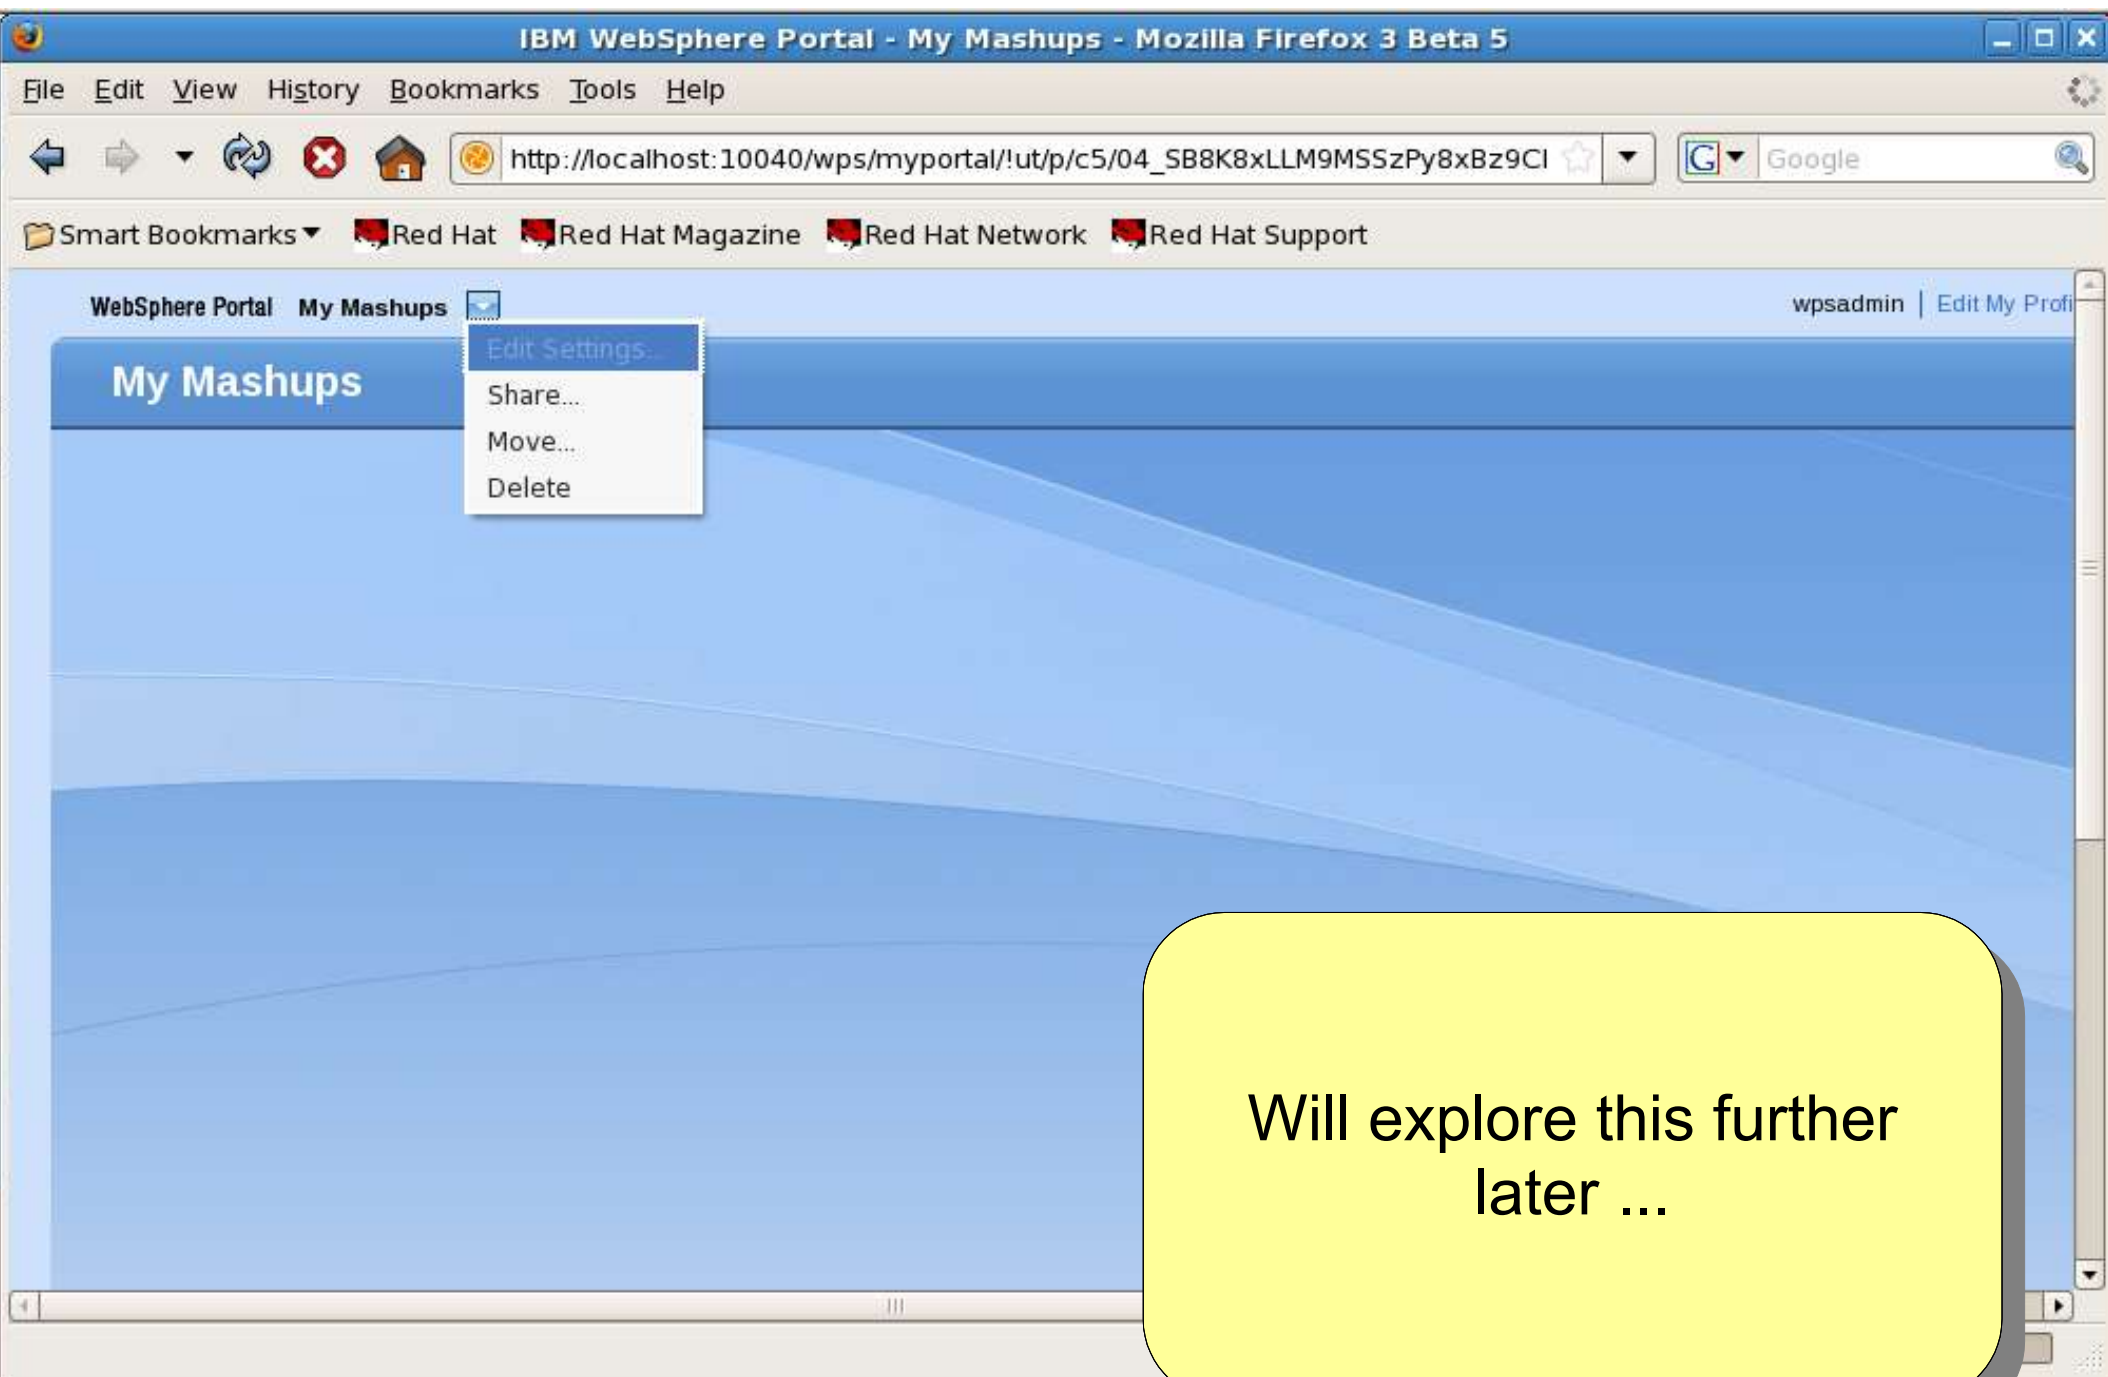 IBM WebSphere Portal - My Mashups - Mozilla Firefox 3 Beta 5
File Edit View History Bookmarks Tools Help
http://localhost:10040/wps/myportal/!ut/p/c5/04_SB8K8xLLM9MSSzPy8xBz9CI
G Google
Smart Bookmarks Red Hat Red Hat Magazine Red Hat Network Red Hat Support
WebSphere Portal My Mashups wpsadmin | Edit My Profi
My Mashups
Edit Settings...
Share...
Move...
Delete
Will explore this further
later ...